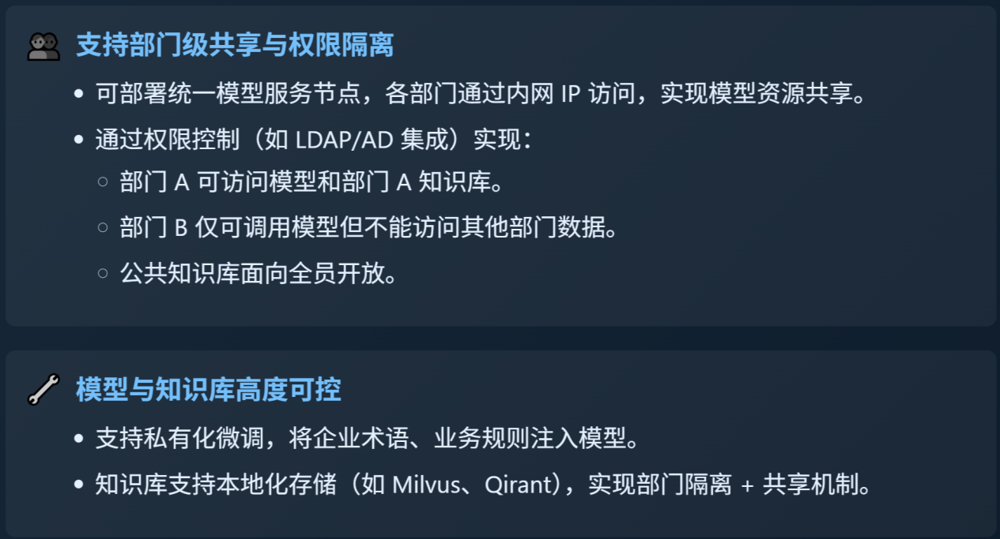 支持部门级共享与权限隔离
可部署统一模型服务节点，各部门通过内网 IP 访问，实现模型资源共享。
通过权限控制（如 LDAP/AD 集成）实现：
部门 A 可访问模型和部门 A 知识库。
部门 B 仅可调用模型但不能访问其他部门数据。
公共知识库面向全员开放。
模型与知识库高度可控
支持私有化微调，将企业术语、业务规则注入模型。
知识库支持本地化存储（如 Milvus、Qirant），实现部门隔离 + 共享机制。